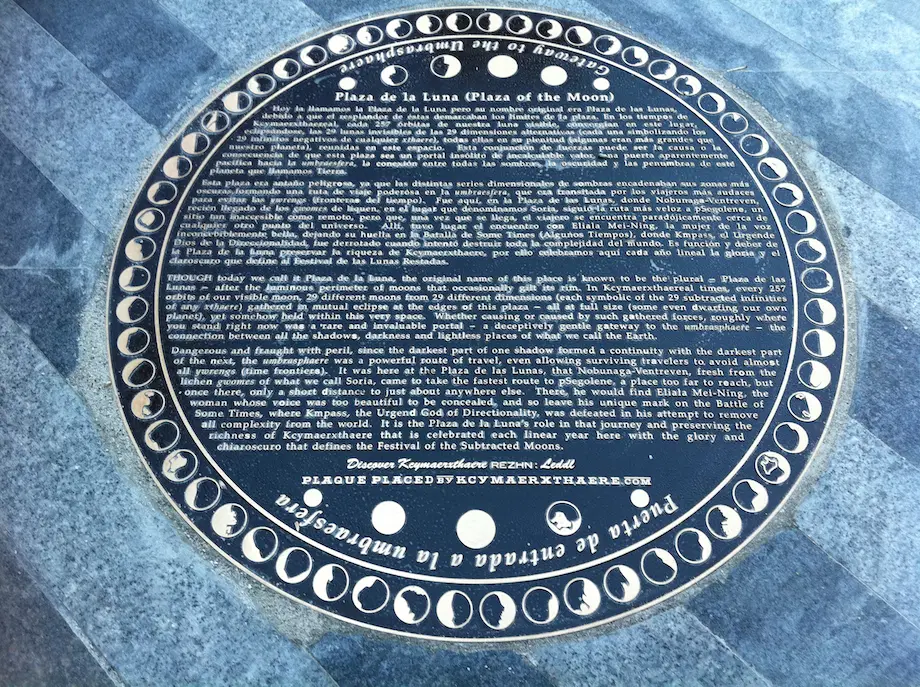 Gateway to the Umbrasphaere
Plaza de la Luna (Plaza of the Moon)
Hoy la llamamos la Plaza de la Luna pero su nombre original era Plaza de las Lunas,
debido a que el resplandor de éstas demarcaban los límites de la plaza. En los tiempos de
Kcymaerxthaereal, cada 257 órbitas de nuestra luna visible, convergían en este lugar,
eclipsándose, las 29 lunas invisibles de las 29 dimensiones alternativas (cada una simbolizando los
29 infinitos negativos de cualquier xthaere), todas ellas en su plenitud (algunas eran más grandes que
nuestro planeta), reunidas en este espacio. Esta conjunción de fuerzas puede ser la causa o la
consecuencia de que esta plaza sea un portal insólito de incalculable valor, una puerta aparentemente
pacífica hacia la umbraesfera, la conexión entre todas las sombras, la oscuridad y las penumbras de este
planeta que llamamos Tierra.
Esta plaza era antaño peligrosa, ya que las distintas series dimensionales de sombras encadenaban sus zonas más
oscuras, formando una ruta de viaje poderosa en la umbraesfera, que era transitada por los viajeros más audaces
para evitar las ywrengs (fronteras del tiempo). Fue aquí, en la Plaza de las Lunas, donde Nobunaga-Ventreven,
recién llegado de los gwomes de liquen, en el lugar que denominamos Soria, siguió la ruta más veloz a pSegolene, un
sitio tan inaccesible como remoto, pero que, una vez que se llega, el viajero se encuentra paradójicamente cerca de
cualquier otro punto del universo. Allí, tuvo lugar el encuentro con Eliala Mei-Ning, la mujer de la voz
inconcebiblemente bella, dejando su huella en la Batalla de Some Times (Algunos Tiempos), donde Kmpass, el Urgende
Dios de la Direccionalidad, fue derrotado cuando intentó destruir toda la complejidad del mundo. Es función y deber de
la Plaza de la Luna preservar la riqueza de Kcymaerxthaere, por ello celebramos aquí cada año lineal la gloria y el
claroscuro que define al Festival de las Lunas Restadas.
THOUGH today we call it Plaza de la Luna, the original name of this place is known to be the plural – Plaza de las
Lunas – after the luminous perimeter of moons that occasionally gift its rim. In Kcymaerxthaereal times, every 257
orbits of our visible moon, 29 different moons from 29 different dimensions (each symbolic of the 29 subtracted infinities
of any xthaere) gathered in mutual eclipse at the edges of this plaza – all at full size (some even dwarfing our own
planet), yet somehow held within this very space. Whether causing or caused by such gathered forces, roughly where
you stand right now was a rare and invaluable portal – a deceptively gentle gateway to the umbrasphaere – the
connection between all the shadows, darkness and lightless places of what we call the Earth.
Dangerous and fraught with peril, since the darkest part of one shadow formed a continuity with the darkest part
of the next, the umbrasphaere was a powerful route of travel, even allowing surviving travelers to avoid almost
all ywrengs (time frontiers). It was here at the Plaza de las Lunas, that Nobunaga-Ventreven, fresh from the
lichen gwomes of what we call Soria, came to take the fastest route to pSegolene, a place too far to reach, but
once there, only a short distance to just about anywhere else. There, he would find Eliala Mei-Ning, the
woman whose voice was too beautiful to be concealed, and so leave his unique mark on the Battle of
Some Times, where Kmpass, the Urgend God of Directionality, was defeated in his attempt to remove
all complexity from the world. It is the Plaza de la Luna's role in that journey and preserving the
richness of Kcymaerxthaere that is celebrated each linear year here with the glory and
chiaroscuro that defines the Festival of the Subtracted Moons.
Discover Kcymaerxthaere REZHN: Leddl
PLAQUE PLACED BY KCYMAERXTHAERE.COM
Puerta de entrada a la umbraesfera